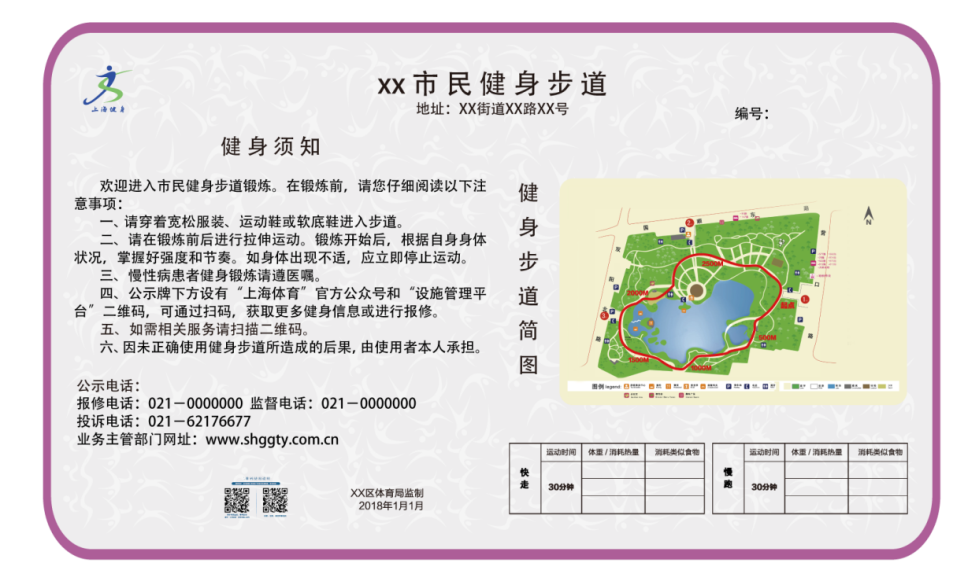 上海健身
XX市民健身步道
地址：XX街道XX路XX号
编号：
健身须知
欢迎进入市民健身步道锻炼。在锻炼前，请您仔细阅读以下注
意事项：
一、请穿着宽松服装、运动鞋或软底鞋进入步道。
二、请在锻炼前后进行拉伸运动。锻炼开始后，根据自身身体
状况，掌握好强度和节奏。如身体出现不适，应立即停止运动。
三、慢性病患者健身锻炼请遵医嘱。
四、公示牌下方设有“上海体育”官方公众号和“设施管理平
台”二维码，可通过扫码，获取更多健身信息或进行报修。
五、如需相关服务请扫描二维码。
六、因未正确使用健身步道所造成的后果，由使用者本人承担。
公示电话：
报修电话：021－0000000 监督电话：021－0000000
投诉电话：021－62176677
业务主管部门网址：www.shggty.com.cn
XX区体育局监制
2018年1月1月
健身步道简图
N
2500M
2000M
1500M
1000M
500M
图例 legend
快走
运动时间 体重/消耗热量 消耗类似食物
30分钟
慢跑
运动时间 体重/消耗热量 消耗类似食物
30分钟